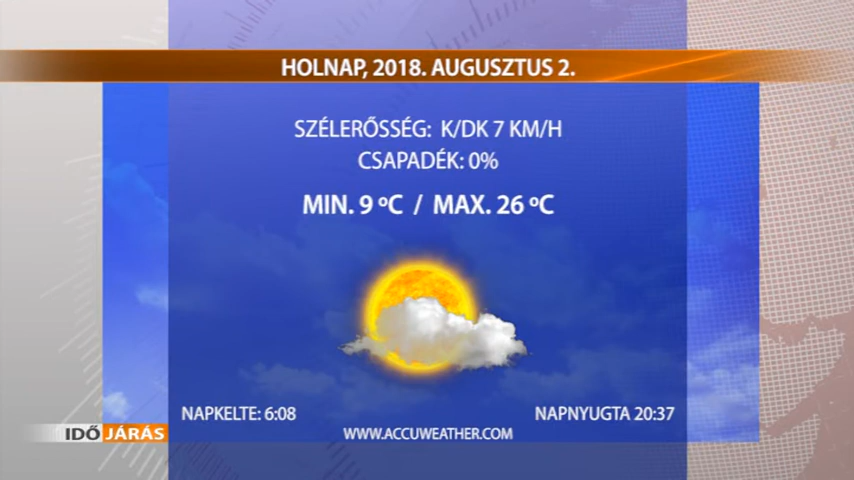 HOLNAP, 2018. AUGUSZTUS 2.
SZÉLERŐSSÉG: K/DK 7 KM/H
CSAPADÉK: 0%
MIN. 9 ºC / MAX. 26 ºC
NAPKELTE: 6:08
NAPNYUGTA 20:37
WWW.ACCUWEATHER.COM
IDŐJÁRÁS